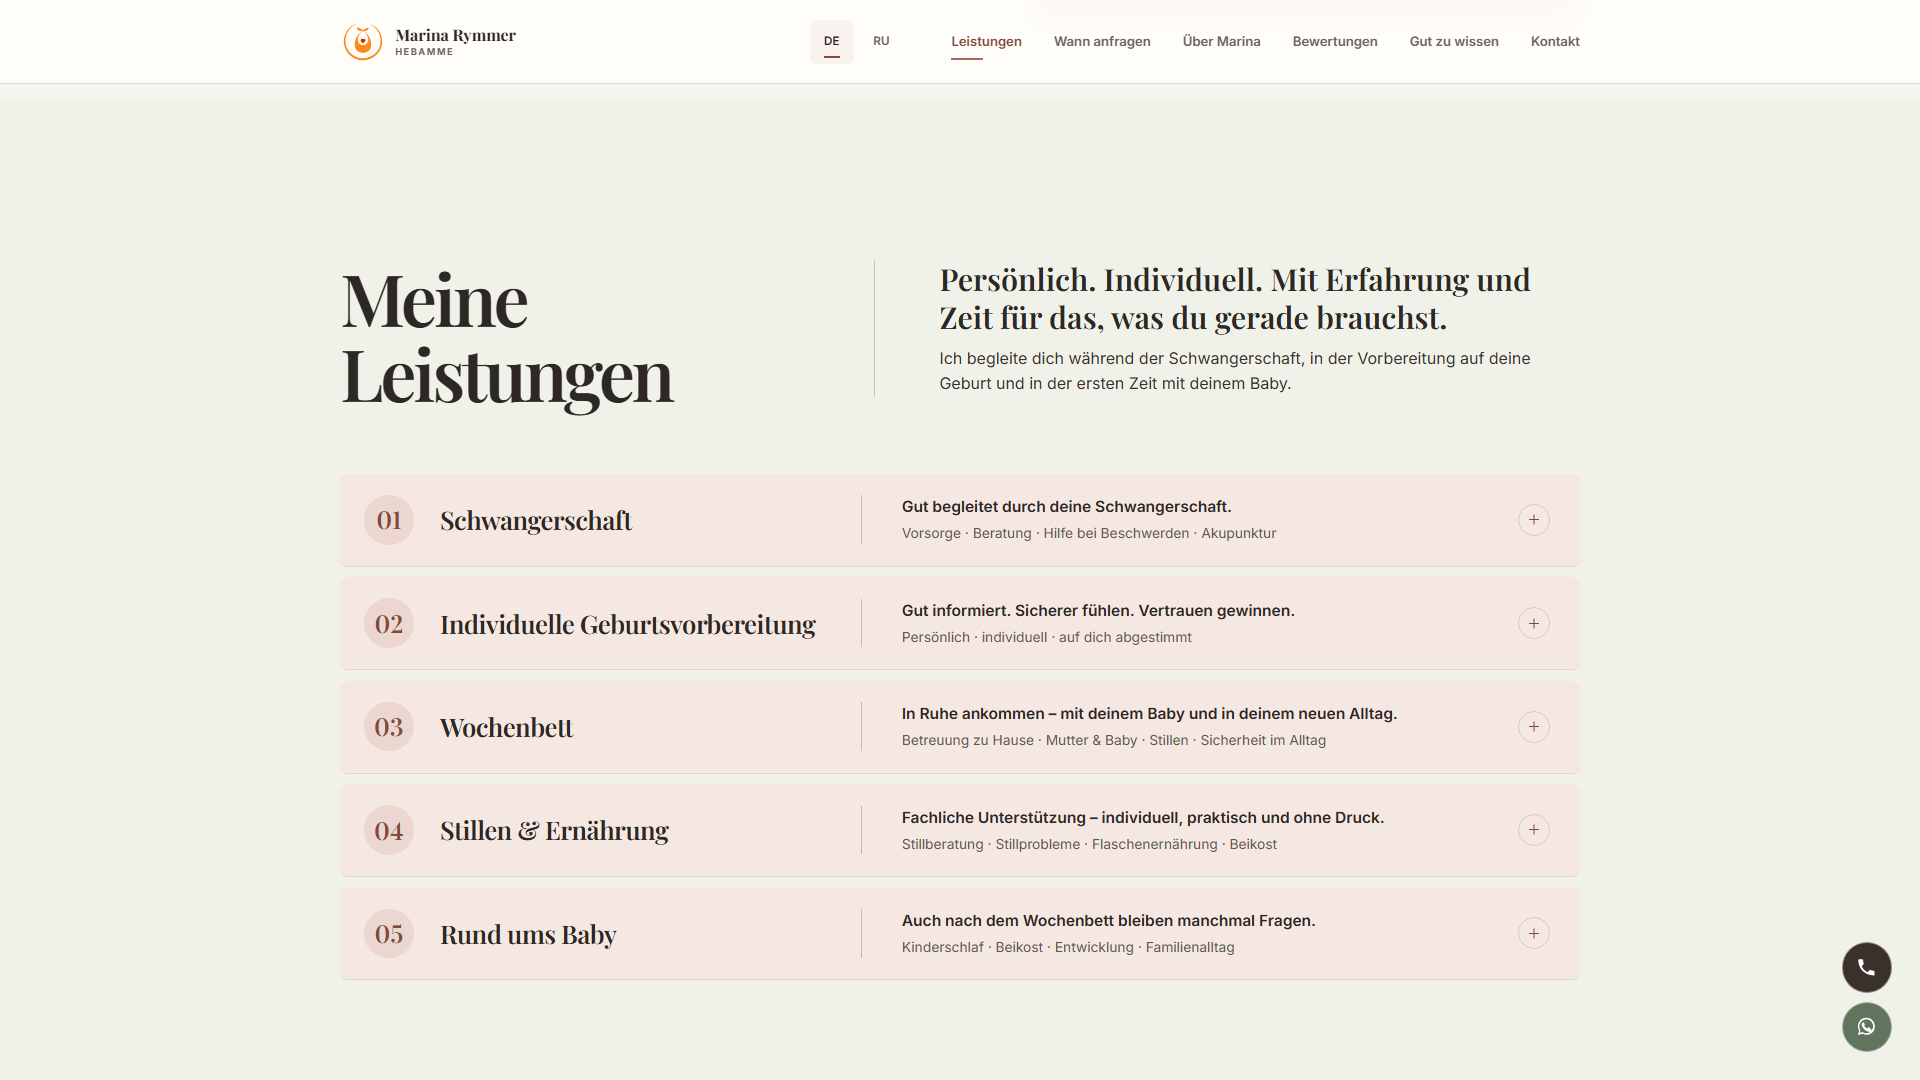 Marina Rymmer
HEBAMME
DE
RU
Leistungen
Wann anfragen
Über Marina
Bewertungen
Gut zu wissen
Kontakt
Meine
Leistungen
Persönlich. Individuell. Mit Erfahrung und
Zeit für das, was du gerade brauchst.
Ich begleite dich während der Schwangerschaft, in der Vorbereitung auf deine
Geburt und in der ersten Zeit mit deinem Baby.
01
Schwangerschaft
Gut begleitet durch deine Schwangerschaft.
Vorsorge · Beratung · Hilfe bei Beschwerden · Akupunktur
+
02
Individuelle Geburtsvorbereitung
Gut informiert. Sicherer fühlen. Vertrauen gewinnen.
Persönlich · individuell · auf dich abgestimmt
+
03
Wochenbett
In Ruhe ankommen – mit deinem Baby und in deinem neuen Alltag.
Betreuung zu Hause · Mutter & Baby · Stillen · Sicherheit im Alltag
+
04
Stillen & Ernährung
Fachliche Unterstützung – individuell, praktisch und ohne Druck.
Stillberatung · Stillprobleme · Flaschenernährung · Beikost
+
05
Rund ums Baby
Auch nach dem Wochenbett bleiben manchmal Fragen.
Kinderschlaf · Beikost · Entwicklung · Familienalltag
+